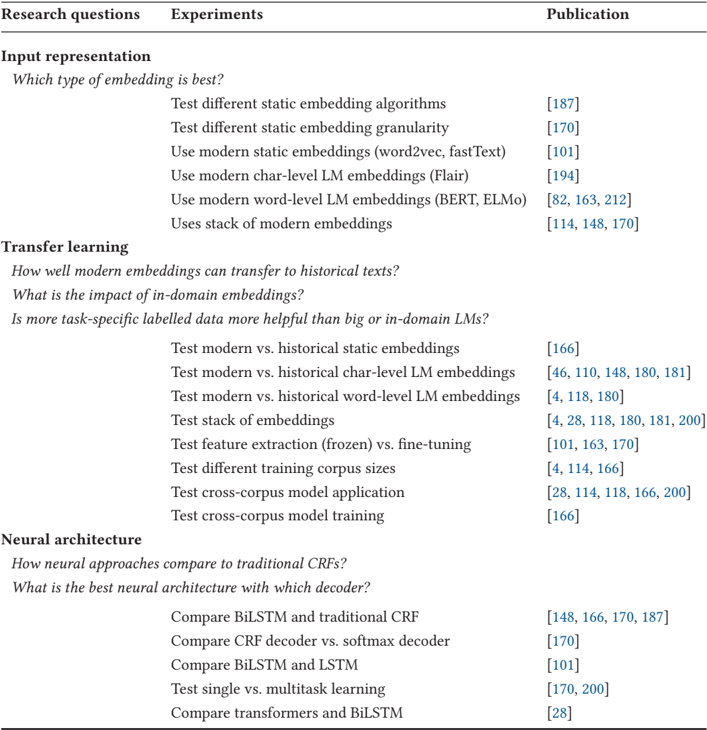 Research questions Experiments Publication
Input representation
Which type of embedding is best?
Test different static embedding algorithms [187]
Test different static embedding granularity [170]
Use modern static embeddings (word2vec, fastText) [101]
Use modern char-level LM embeddings (Flair) [194]
Use modern word-level LM embeddings (BERT, ELMo) [82, 163, 212]
Uses stack of modern embeddings [114, 148, 170]
Transfer learning
How well modern embeddings can transfer to historical texts?
What is the impact of in-domain embeddings?
Is more task-specific labelled data more helpful than big or in-domain LMs?
Test modern vs. historical static embeddings [166]
Test modern vs. historical char-level LM embeddings [46, 110, 148, 180, 181]
Test modern vs. historical word-level LM embeddings [4, 118, 180]
Test stack of embeddings [4, 28, 118, 180, 181, 200]
Test feature extraction (frozen) vs. fine-tuning [101, 163, 170]
Test different training corpus sizes [4, 114, 166]
Test cross-corpus model application [28, 114, 118, 166, 200]
Test cross-corpus model training [166]
Neural architecture
How neural approaches compare to traditional CRFs?
What is the best neural architecture with which decoder?
Compare BiLSTM and traditional CRF [148, 166, 170, 187]
Compare CRF decoder vs. softmax decoder [170]
Compare BiLSTM and LSTM [101]
Test single vs. multitask learning [170, 200]
Compare transformers and BiLSTM [28]